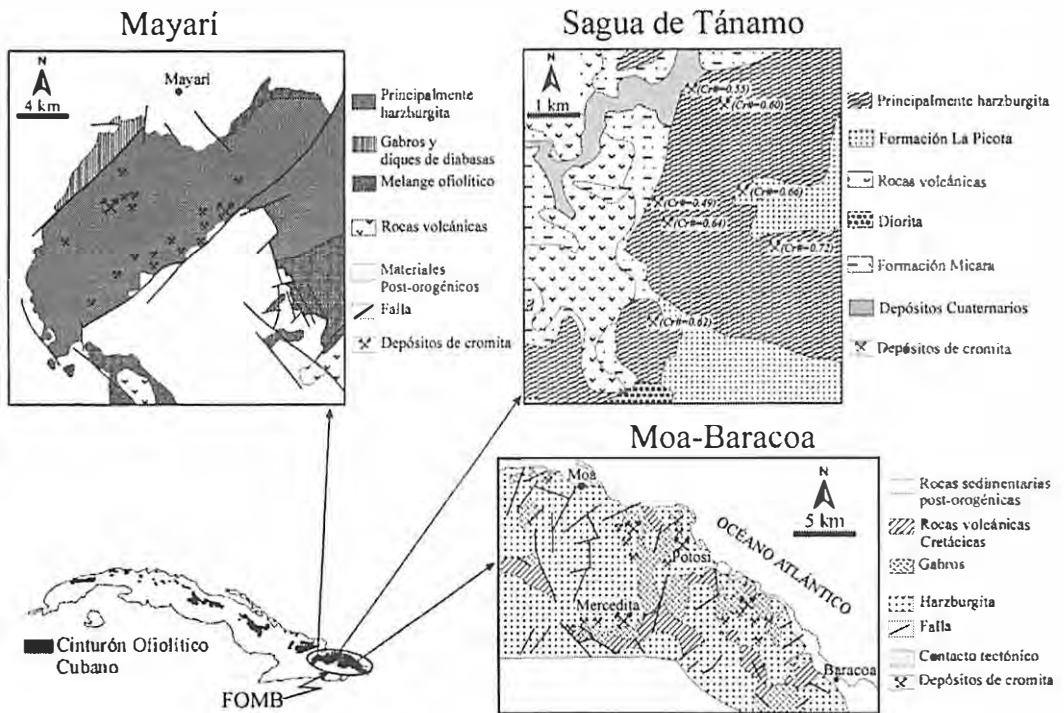 Mayarí
N
4 km
Mayarí
Principalmente
harzburgita
Gabros y
diques de diabasas
Melange ofiolítico
Rocas volcánicas
Materiales
Post-orogénicos
Falla
Depósitos de cromita
Sagua de Tánamo
N
1 km
(Cr#=0.55)
(Cr#=0.60)
(Cr#=0.66)
(Cr#=0.49)
(Cr#=0.64)
(Cr#=0.72)
(Cr#=0.62)
Principalmente harzburgita
Formación La Picota
Rocas volcánicas
Diorita
Formación Micara
Depósitos Cuaternarios
Depósitos de cromita
Moa-Baracoa
N
5 km
Moa
OCÉANO ATLÁNTICO
Potosí
Mercedita
Baracoa
Rocas sedimentarias
post-orogénicas
Rocas volcánicas
Cretácicas
Gabros
Harzburgita
Falla
Contacto tectónico
Depósitos de cromita
Cinturón Ofiolítico
Cubano
FOMB